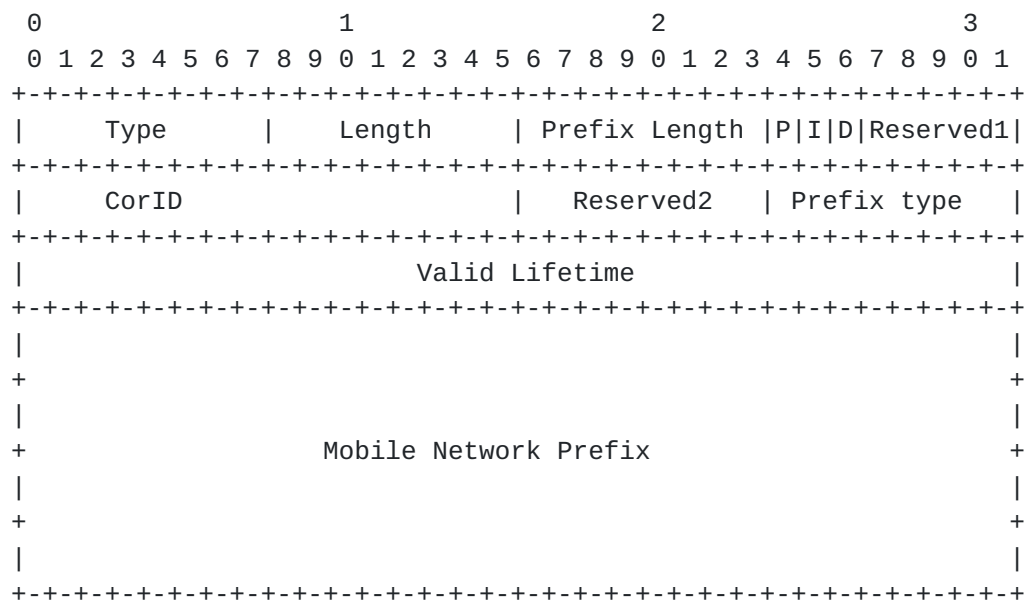 0                   1                   2                   3
 0 1 2 3 4 5 6 7 8 9 0 1 2 3 4 5 6 7 8 9 0 1 2 3 4 5 6 7 8 9 0 1
+-+-+-+-+-+-+-+-+-+-+-+-+-+-+-+-+-+-+-+-+-+-+-+-+-+-+-+-+-+-+-+-+
|     Type      |    Length     | Prefix Length |P|I|D|Reserved1|
+-+-+-+-+-+-+-+-+-+-+-+-+-+-+-+-+-+-+-+-+-+-+-+-+-+-+-+-+-+-+-+-+
|     CorID                     |   Reserved2   | Prefix type   |
+-+-+-+-+-+-+-+-+-+-+-+-+-+-+-+-+-+-+-+-+-+-+-+-+-+-+-+-+-+-+-+-+
|                         Valid Lifetime                        |
+-+-+-+-+-+-+-+-+-+-+-+-+-+-+-+-+-+-+-+-+-+-+-+-+-+-+-+-+-+-+-+-+
|                                                               |
+                                                               +
|                                                               |
+                   Mobile Network Prefix                       +
|                                                               |
+                                                               +
|                                                               |
+-+-+-+-+-+-+-+-+-+-+-+-+-+-+-+-+-+-+-+-+-+-+-+-+-+-+-+-+-+-+-+-+